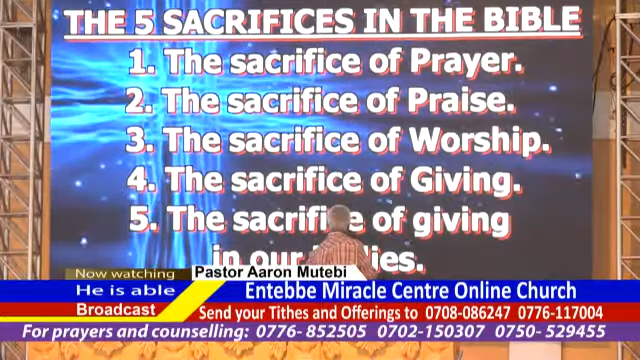 THE 5 SACRIFICES IN THE BIBLE
1. The sacrifice of Prayer.
2. The sacrifice of Praise.
3. The sacrifice of Worship.
4. The sacrifice of Giving.
5. The sacrifice of giving
in our
Now watching
Pastor Aaron Mutebi
He is able
Entebbe Miracle Centre Online Church
Broadcast
Send your Tithes and Offerings to 0708-086247 0776-117004
For prayers and counselling: 0776- 852505 0702-150307 0750- 529455